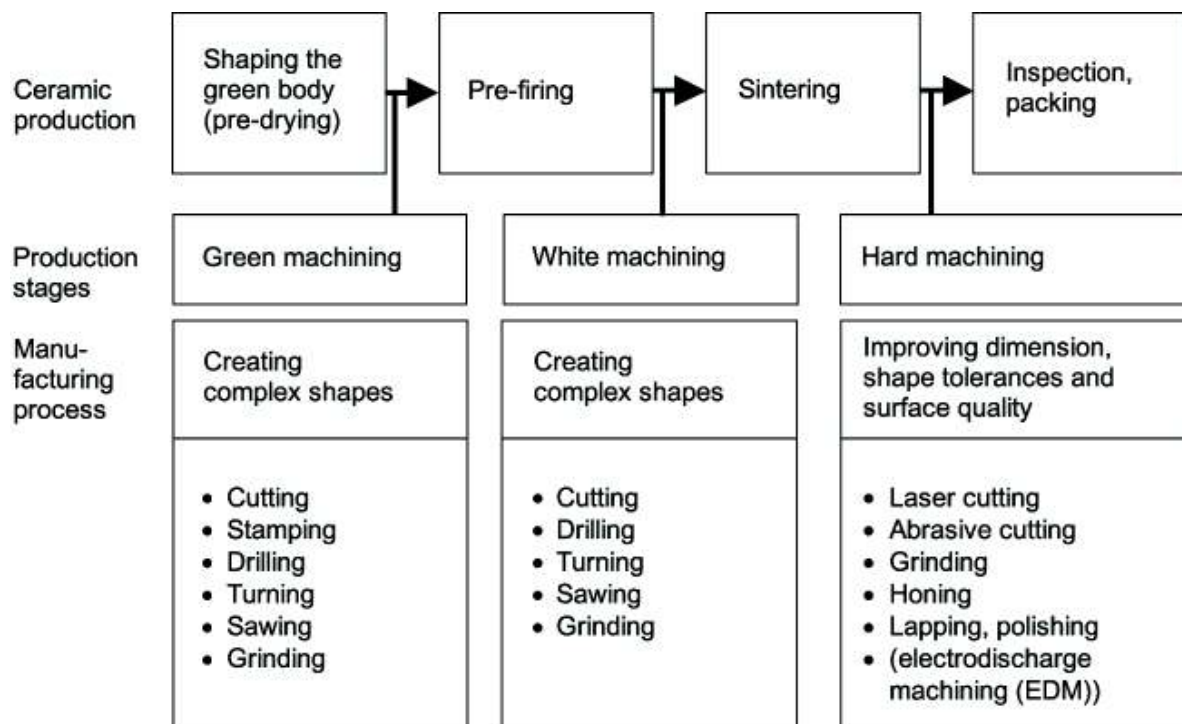 Ceramic
production
Shaping the
green body
(pre-drying)
Pre-firing
Sintering
Inspection,
packing
Production
stages
Green machining
White machining
Hard machining
Manu-
facturing
process
Creating
complex shapes
Creating
complex shapes
Improving dimension,
shape tolerances and
surface quality
• Cutting
• Stamping
• Drilling
• Turning
• Sawing
• Grinding
• Cutting
• Drilling
• Turning
• Sawing
• Grinding
• Laser cutting
• Abrasive cutting
• Grinding
• Honing
• Lapping, polishing
• (electrodischarge
machining (EDM))